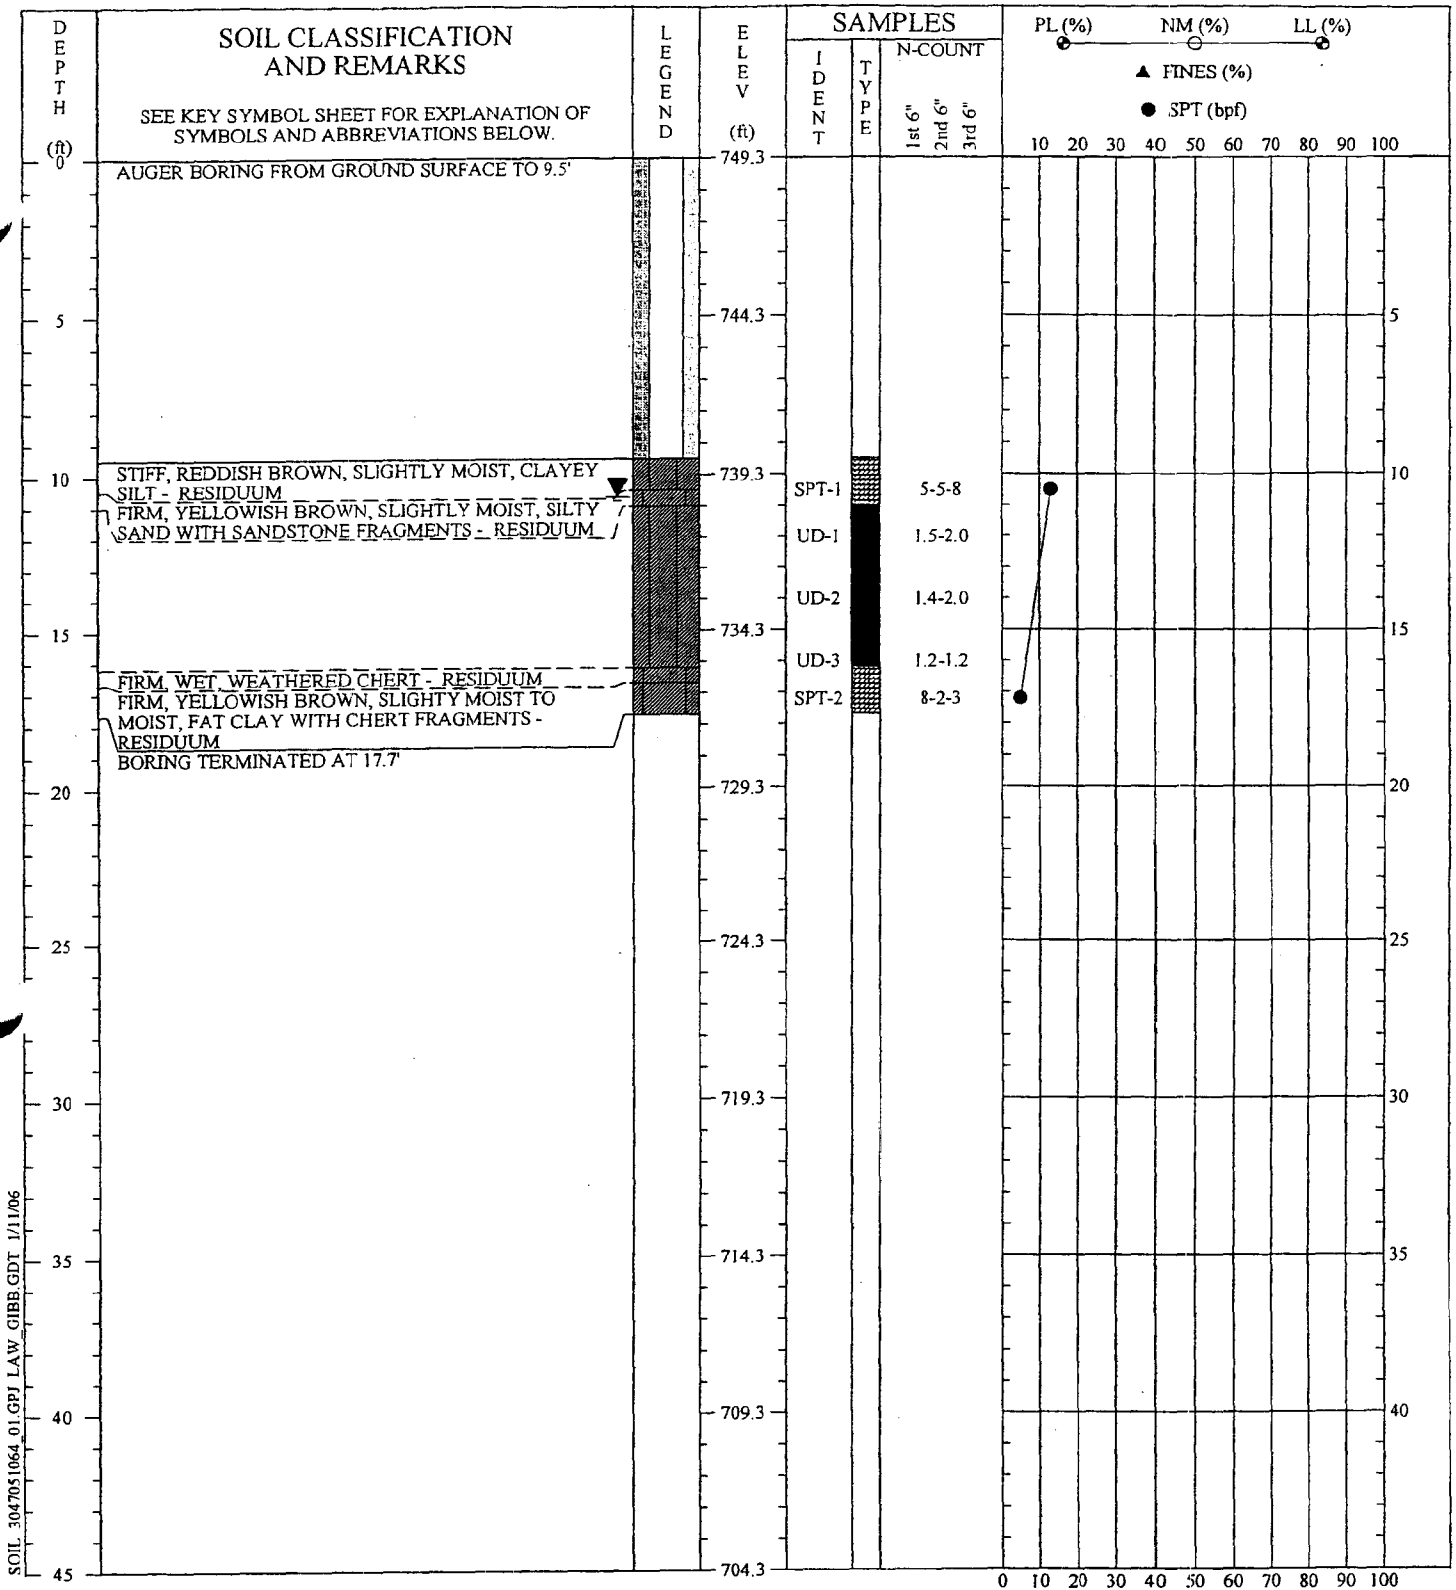 DEPTH
(ft)
SOIL CLASSIFICATION
AND REMARKS
SEE KEY SYMBOL SHEET FOR EXPLANATION OF
SYMBOLS AND ABBREVIATIONS BELOW.
LEGEND
ELEV
(ft)
SAMPLES
IDENT
TYPE
N-COUNT
1st 6"
2nd 6"
3rd 6"
PL (%) NM (%) LL (%)
FINES (%)
SPT (bpf)
10 20 30 40 50 60 70 80 90 100
0 AUGER BORING FROM GROUND SURFACE TO 9.5' 749.3
5 744.3 5
STIFF, REDDISH BROWN, SLIGHTLY MOIST, CLAYEY
10 739.3 10
SILT - RESIDUUM SPT-1 5-5-8
FIRM, YELLOWISH BROWN, SLIGHTLY MOIST, SILTY
SAND WITH SANDSTONE FRAGMENTS - RESIDUUM UD-1 1.5-2.0
UD-2 1.4-2.0
15 734.3 15
UD-3 1.2-1.2
FIRM, WET, WEATHERED CHERT - RESIDUUM
FIRM, YELLOWISH BROWN, SLIGHTY MOIST TO SPT-2 8-2-3
MOIST, FAT CLAY WITH CHERT FRAGMENTS -
RESIDUUM
BORING TERMINATED AT 17.7'
20 729.3 20
25 724.3 25
30 719.3 30
35 714.3 35
40 709.3 40
45 704.3
0 10 20 30 40 50 60 70 80 90 100
SOIL 3047051064_01.GPJ LAW_GIBB.GDT 1/11/06